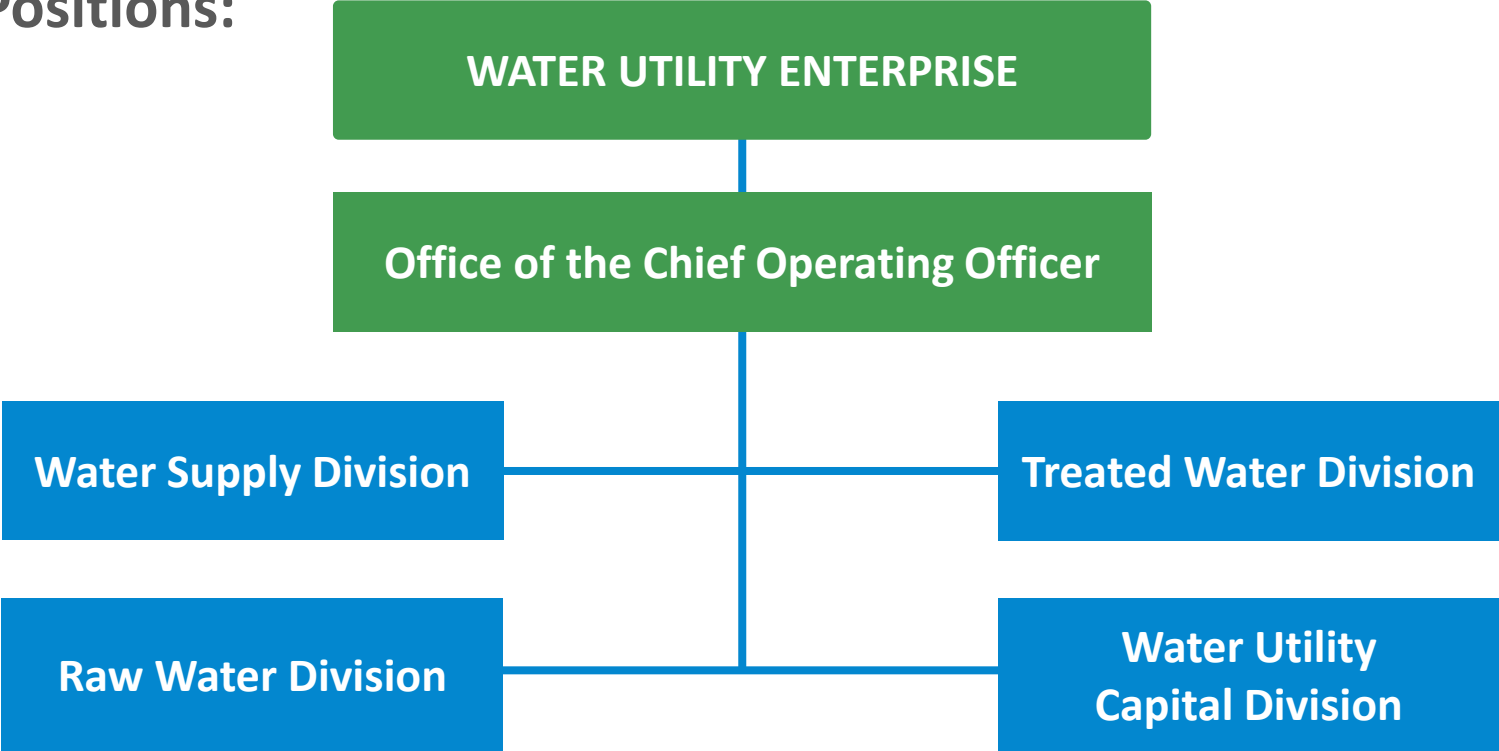 Positions:
WATER UTILITY ENTERPRISE
Office of the Chief Operating Officer
Water Supply Division
Treated Water Division
Raw Water Division
Water Utility
Capital Division